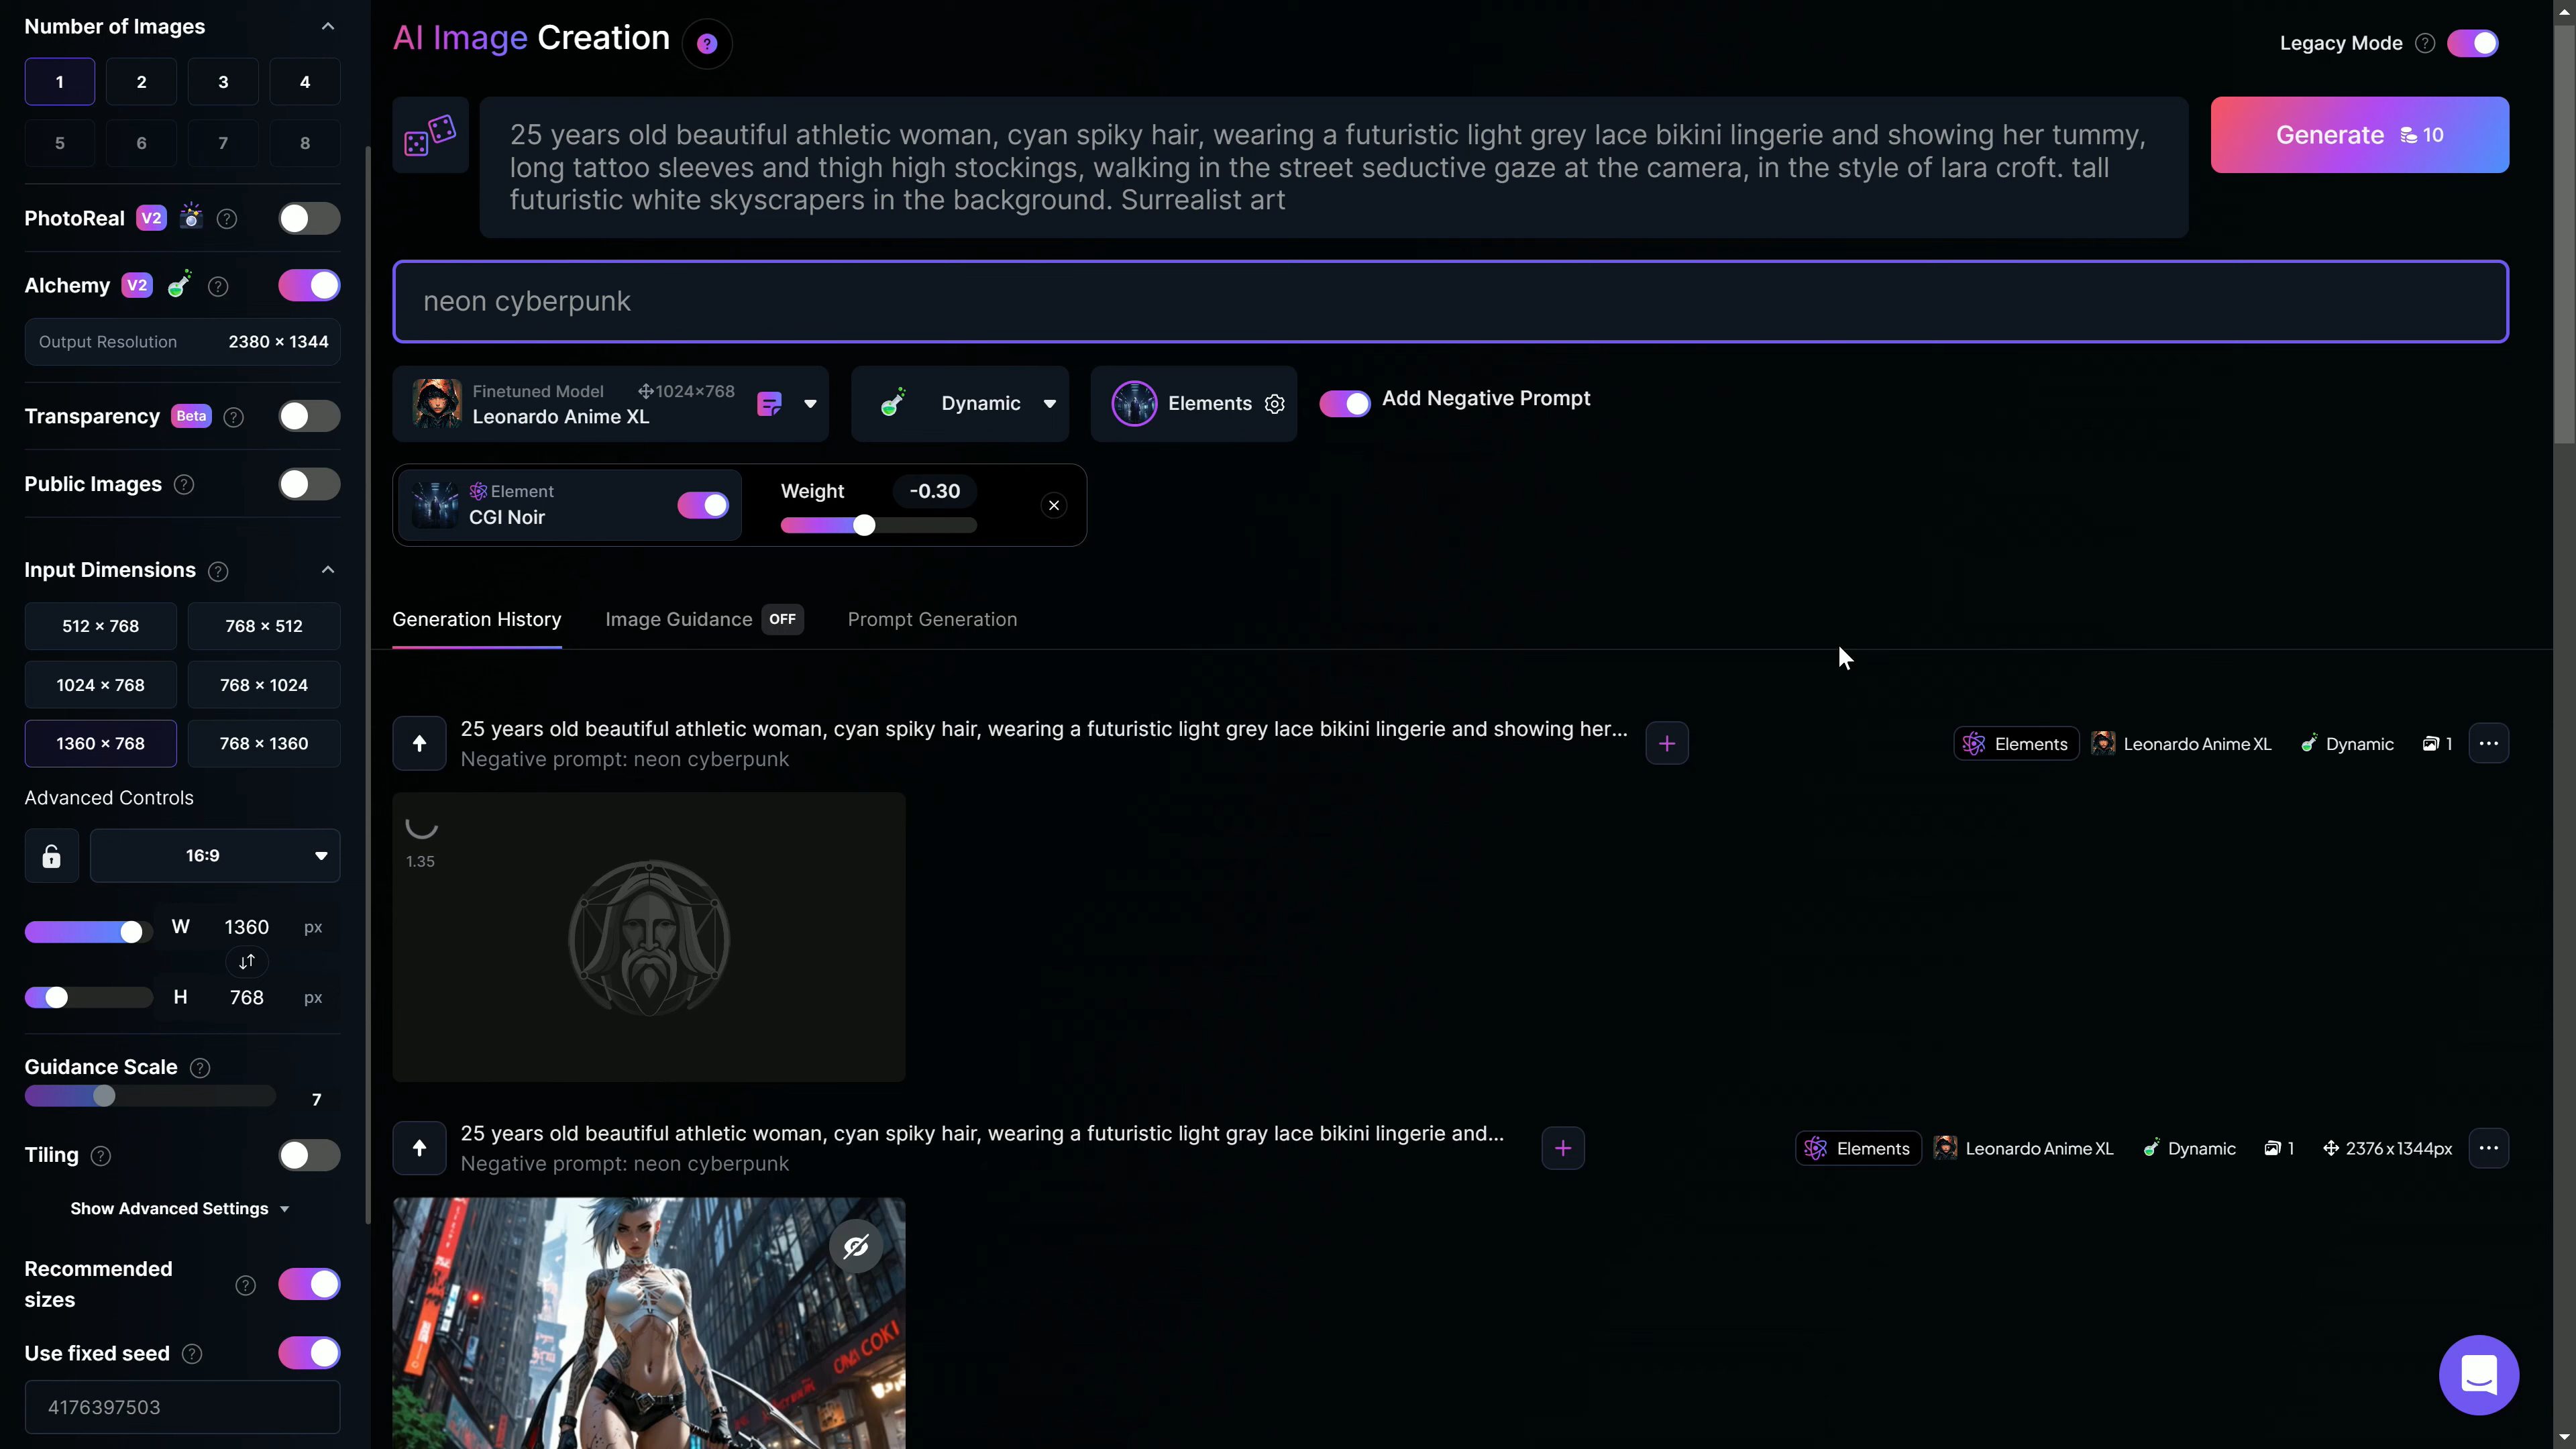 Number of Images
1 2 3 4
5 6 7 8
PhotoReal V2
Alchemy V2
Output Resolution 2380 × 1344
Transparency Beta
Public Images
Input Dimensions
512 × 768 768 × 512
1024 × 768 768 × 1024
1360 × 768 768 × 1360
Advanced Controls
16:9
W 1360 px
H 768 px
Guidance Scale
7
Tiling
Show Advanced Settings
Recommended
sizes
Use fixed seed
4176397503
AI Image Creation ?
Legacy Mode
25 years old beautiful athletic woman, cyan spiky hair, wearing a futuristic light grey lace bikini lingerie and showing her tummy,
long tattoo sleeves and thigh high stockings, walking in the street seductive gaze at the camera, in the style of lara croft. tall
futuristic white skyscrapers in the background. Surrealist art
Generate 10
neon cyberpunk
Finetuned Model 1024×768
Leonardo Anime XL
Dynamic
Elements
Add Negative Prompt
Element
CGI Noir
Weight -0.30
Generation History Image Guidance OFF Prompt Generation
25 years old beautiful athletic woman, cyan spiky hair, wearing a futuristic light grey lace bikini lingerie and showing her...
Negative prompt: neon cyberpunk
Elements Leonardo Anime XL Dynamic 1
1.35
25 years old beautiful athletic woman, cyan spiky hair, wearing a futuristic light gray lace bikini lingerie and...
Negative prompt: neon cyberpunk
Elements Leonardo Anime XL Dynamic 1 2376x1344px